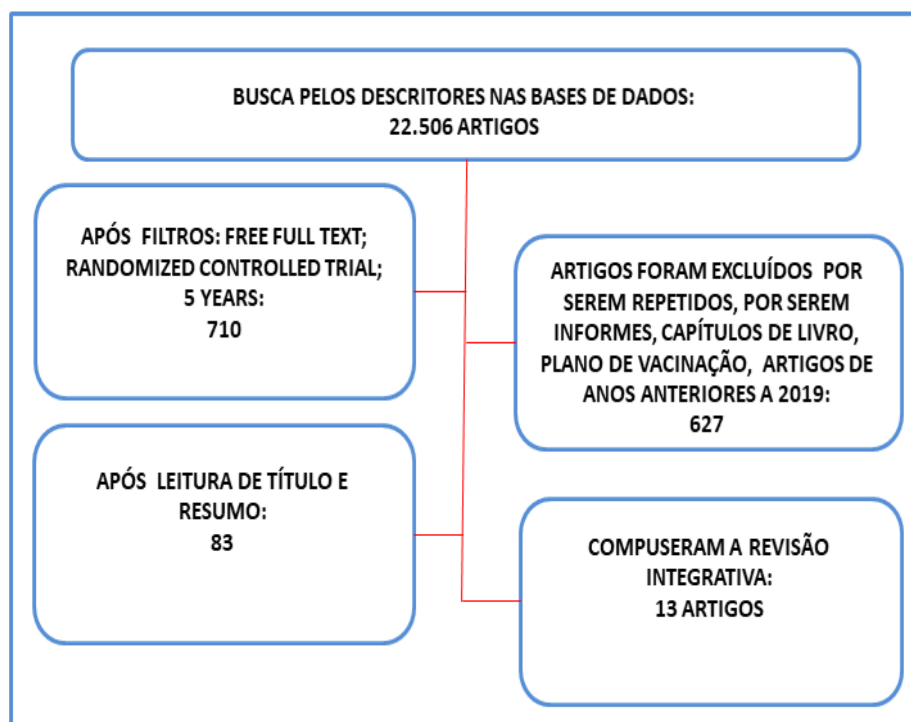 BUSCA PELOS DESCRITORES NAS BASES DE DADOS:
22.506 ARTIGOS
APÓS FILTROS: FREE FULL TEXT;
RANDOMIZED CONTROLLED TRIAL;
5 YEARS:
710
ARTIGOS FORAM EXCLUÍDOS POR
SEREM REPETIDOS, POR SEREM
INFORMES, CAPÍTULOS DE LIVRO,
PLANO DE VACINAÇÃO, ARTIGOS DE
ANOS ANTERIORES A 2019:
627
APÓS LEITURA DE TÍTULO E
RESUMO:
83
COMPUSERAM A REVISÃO
INTEGRATIVA:
13 ARTIGOS